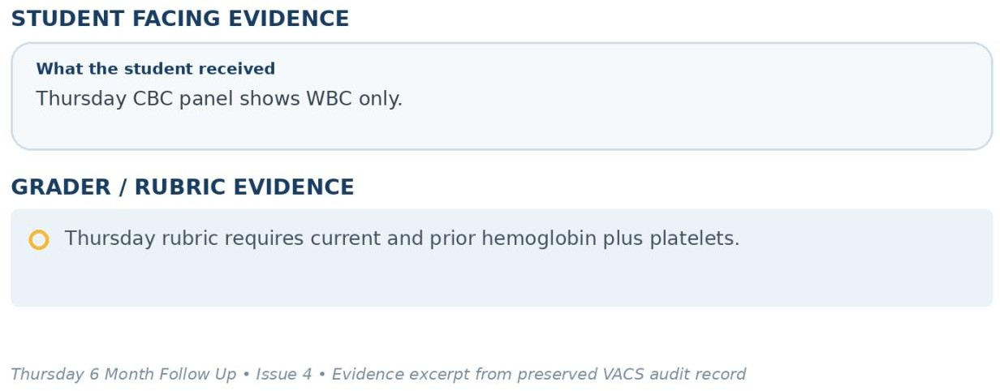 STUDENT FACING EVIDENCE
What the student received
Thursday CBC panel shows WBC only.
GRADER / RUBRIC EVIDENCE
Thursday rubric requires current and prior hemoglobin plus platelets.
Thursday 6 Month Follow Up • Issue 4 • Evidence excerpt from preserved VACS audit record